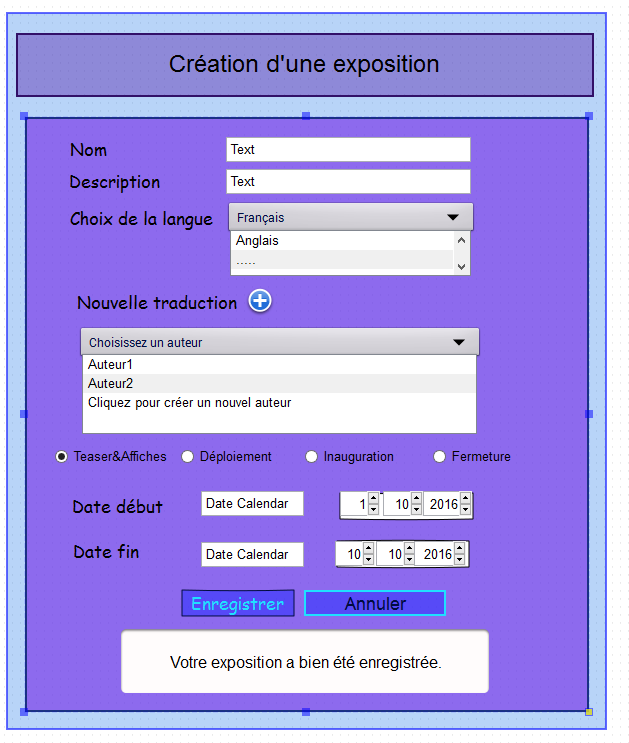 Création d'une exposition
Nom Text
Description Text
Choix de la langue Français
Anglais
.....
Nouvelle traduction
Choisissez un auteur
Auteur1
Auteur2
Cliquez pour créer un nouvel auteur
Teaser&Affiches Déploiement Inauguration Fermeture
Date début Date Calendar 1 10 2016
Date fin Date Calendar 10 10 2016
Enregistrer Annuler
Votre exposition a bien été enregistrée.